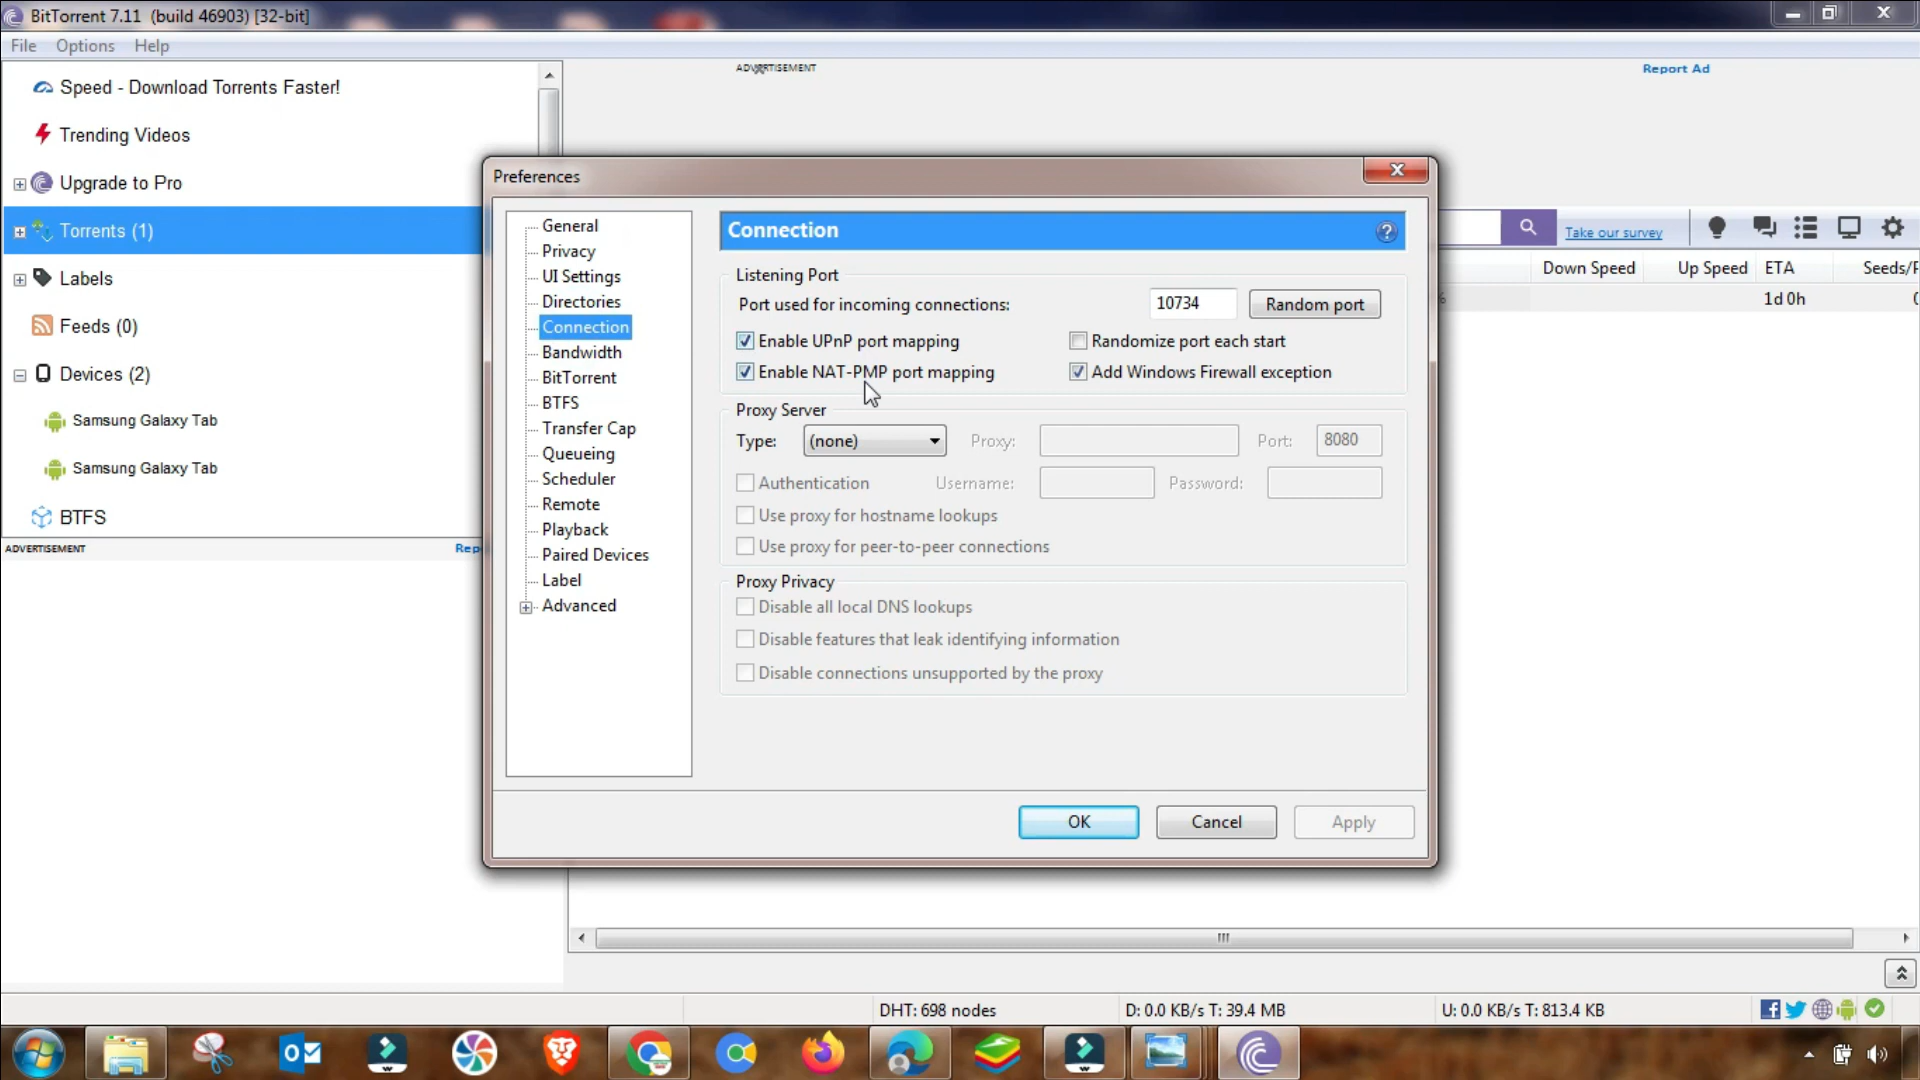 BitTorrent 7.11 (build 46903) [32-bit]
File Options Help
Speed - Download Torrents Faster!
Trending Videos
Upgrade to Pro
Torrents (1)
Labels
Feeds (0)
Devices (2)
Samsung Galaxy Tab
Samsung Galaxy Tab
BTFS
ADVERTISEMENT Rep
ADVERTISEMENT Report Ad
Take our survey
Down Speed Up Speed ETA Seeds/P
1d 0h
Preferences
General
Privacy
UI Settings
Directories
Connection
Bandwidth
BitTorrent
BTFS
Transfer Cap
Queueing
Scheduler
Remote
Playback
Paired Devices
Label
Advanced
Connection
Listening Port
Port used for incoming connections: 10734 Random port
Enable UPnP port mapping Randomize port each start
Enable NAT-PMP port mapping Add Windows Firewall exception
Proxy Server
Type: (none) Proxy: Port: 8080
Authentication Username: Password:
Use proxy for hostname lookups
Use proxy for peer-to-peer connections
Proxy Privacy
Disable all local DNS lookups
Disable features that leak identifying information
Disable connections unsupported by the proxy
OK Cancel Apply
DHT: 698 nodes D: 0.0 KB/s T: 39.4 MB U: 0.0 KB/s T: 813.4 KB